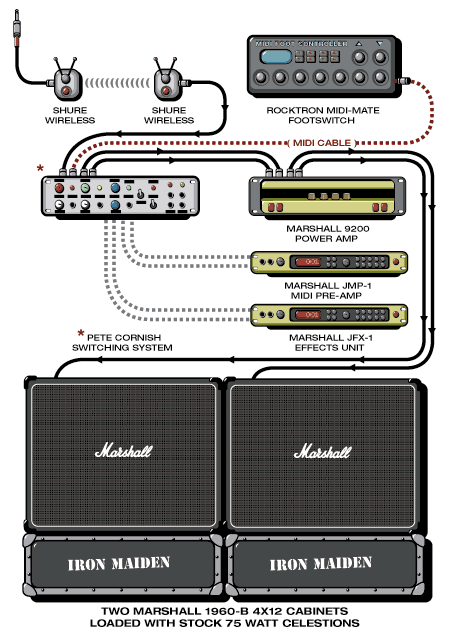 MIDI FOOT CONTROLLER
SHURE
WIRELESS
SHURE
WIRELESS
ROCKTRON MIDI-MATE
FOOTSWITCH
( MIDI CABLE )
*
MARSHALL 9200
POWER AMP
MARSHALL JMP-1
MIDI PRE-AMP
* PETE CORNISH
SWITCHING SYSTEM
MARSHALL JFX-1
EFFECTS UNIT
Marshall
Marshall
IRON MAIDEN
IRON MAIDEN
TWO MARSHALL 1960-B 4X12 CABINETS
LOADED WITH STOCK 75 WATT CELESTIONS